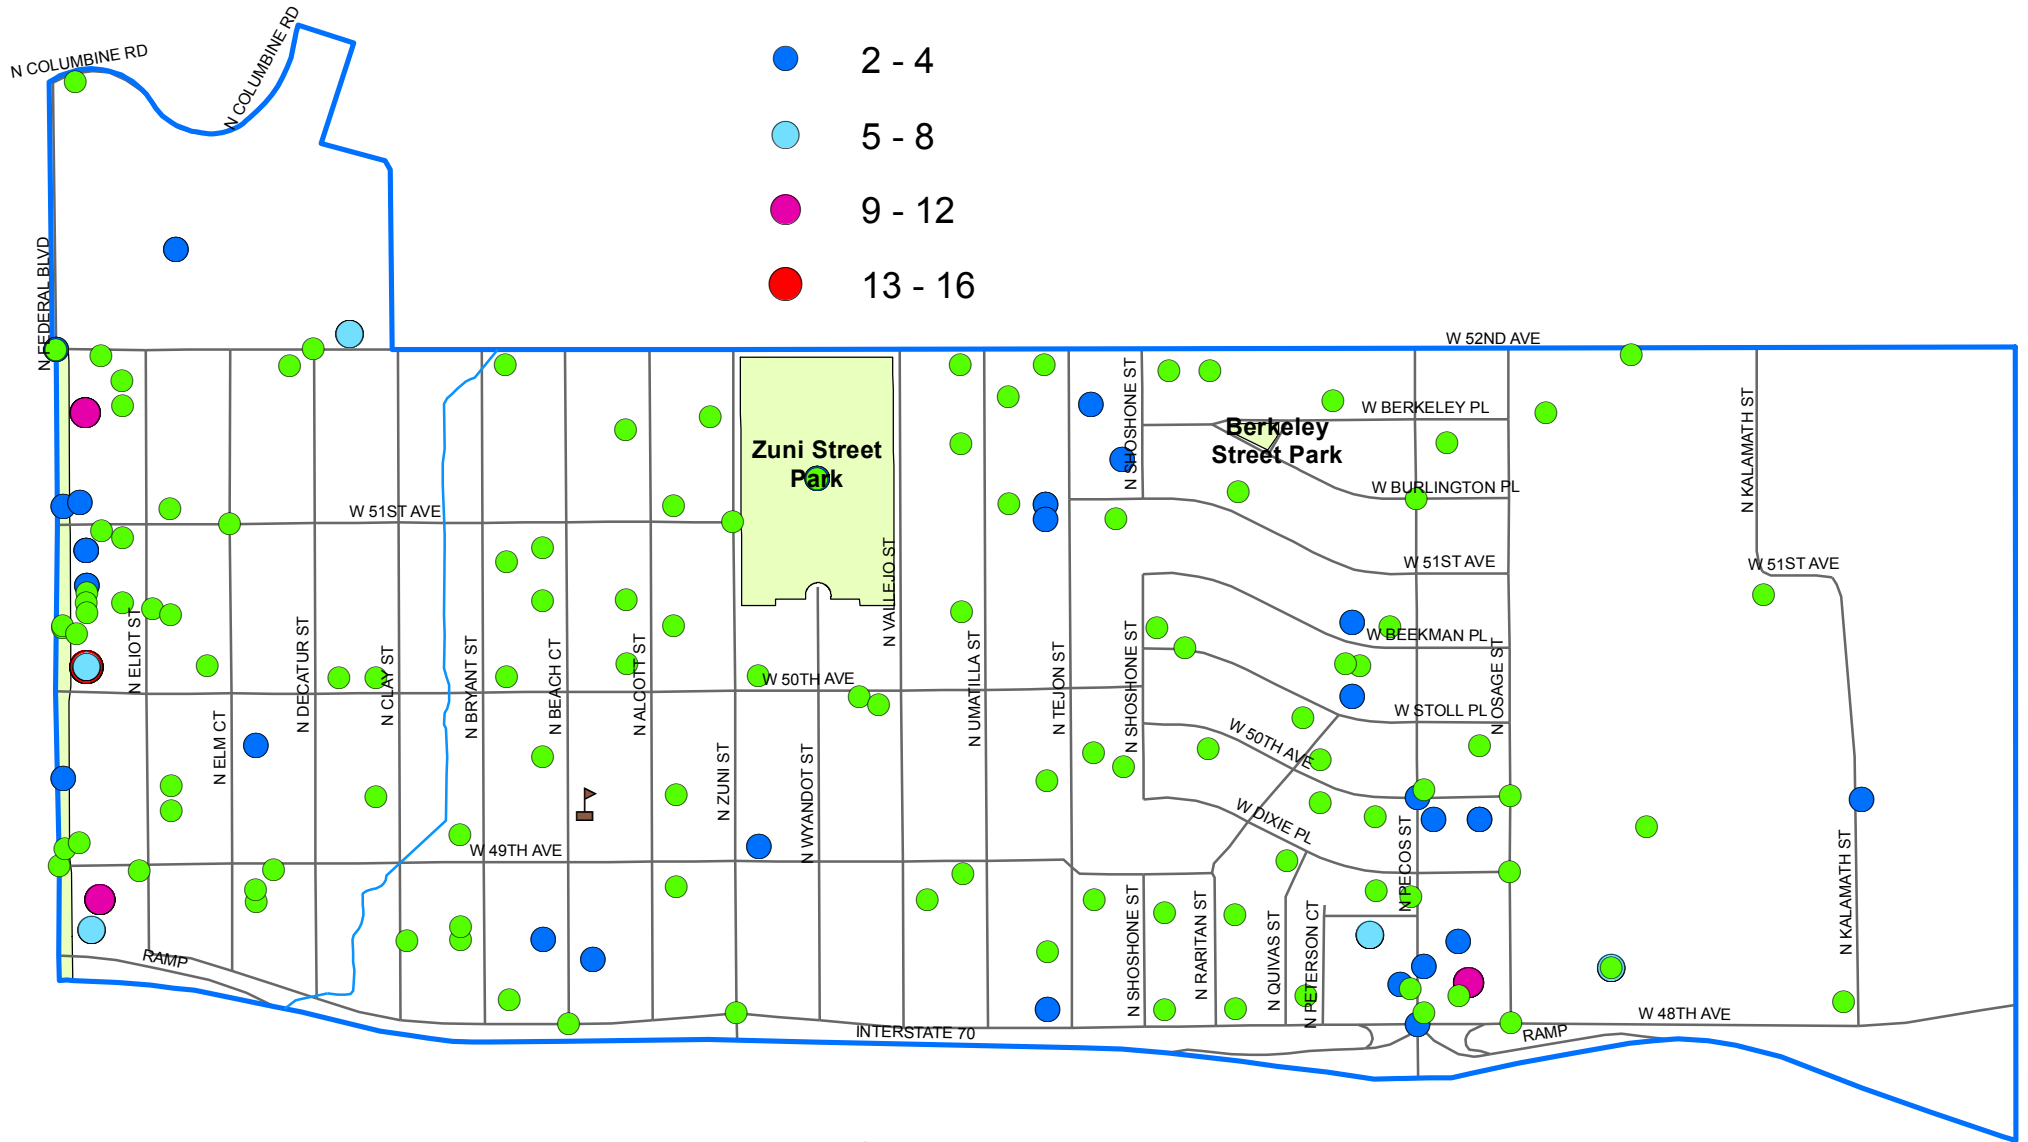 N COLUMBINE RD
N COLUMBINE RD
2 - 4
5 - 8
9 - 12
13 - 16
N FEDERAL BLVD
W 52ND AVE
N SHOSHONE ST
W BERKELEY PL
Berkeley
Street Park
N KALAMATH ST
Zuni Street
Park
W BURLINGTON PL
W 51ST AVE
W 51ST AVE
W 51ST AVE
N VALLEJO ST
N ELIOT ST
N DECATUR ST
N CLAY ST
N BRYANT ST
N BEACH CT
N ALCOTT ST
W 50TH AVE
N UMATILLA ST
N TEJON ST
N SHOSHONE ST
W BEEKMAN PL
N OSAGE ST
W STOLL PL
W 50TH AVE
N ELM CT
N ZUNI ST
N WYANDOT ST
W DIXIE PL
N PECOS ST
W 49TH AVE
N KALAMATH ST
N SHOSHONE ST
N RARITAN ST
N QUIVAS ST
N PETERSON CT
RAMP
INTERSTATE 70
W 48TH AVE
RAMP